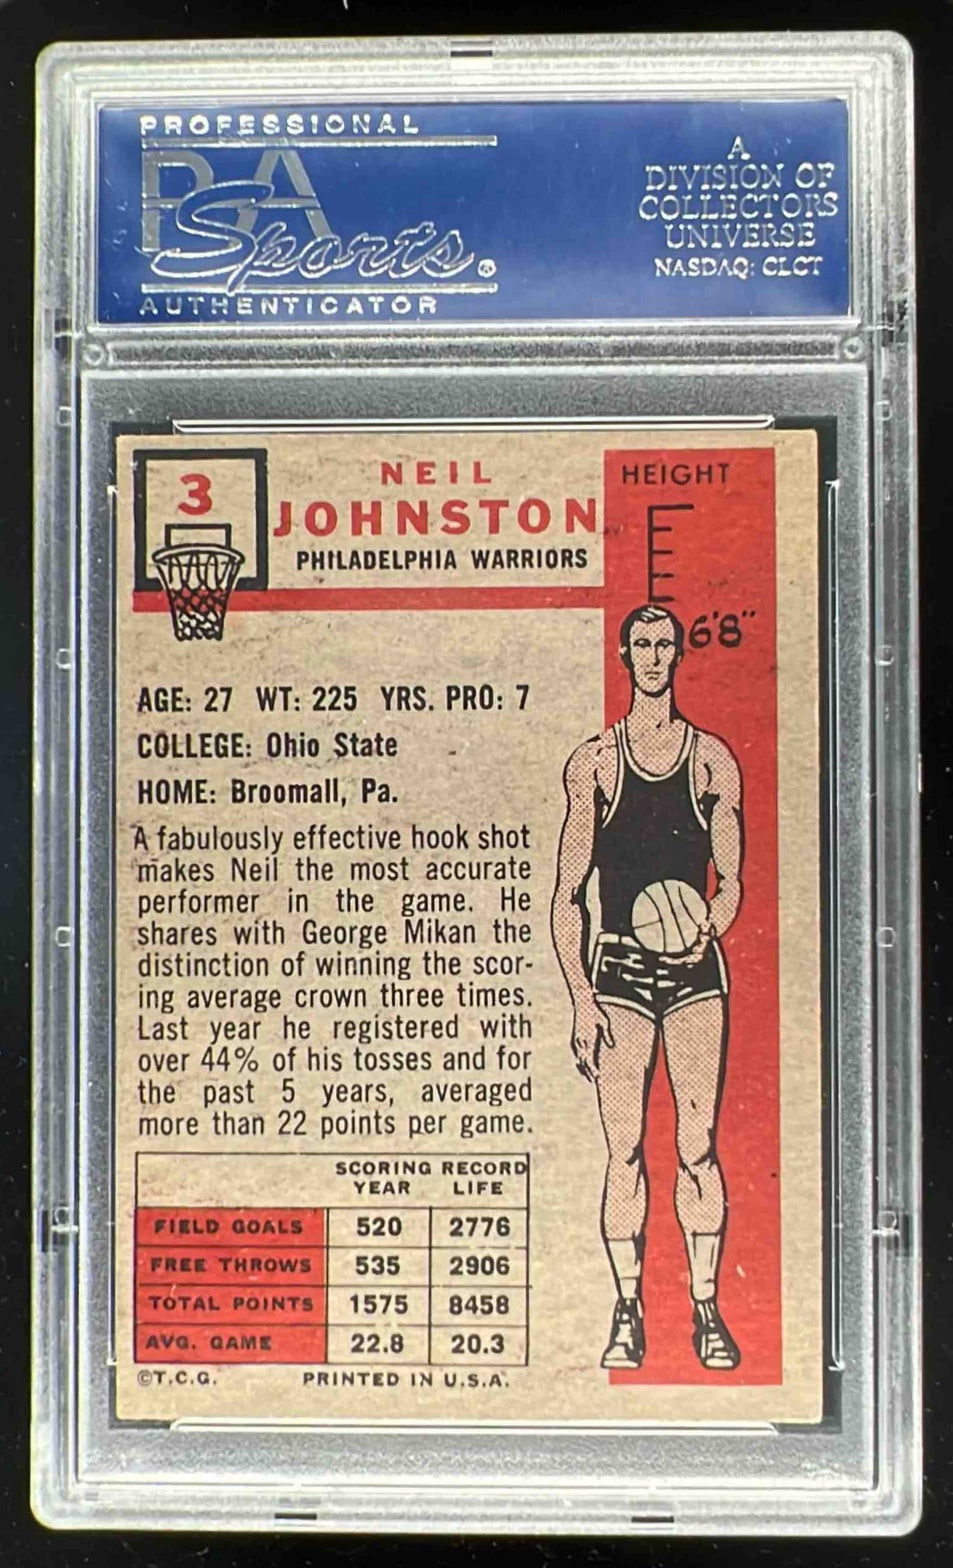 PROFESSIONAL
PSA
Sports®
AUTHENTICATOR
A
DIVISION OF
COLLECTORS
UNIVERSE
NASDAQ: CLCT
3
NEIL
JOHNSTON
PHILADELPHIA WARRIORS
HEIGHT
6'8"
AGE: 27 WT: 225 YRS. PRO: 7
COLLEGE: Ohio State
HOME: Broomall, Pa.
A fabulously effective hook shot
makes Neil the most accurate
performer in the game. He
shares with George Mikan the
distinction of winning the scor-
ing average crown three times.
Last year he registered with
over 44% of his tosses and for
the past 5 years, averaged
more than 22 points per game.
SCORING RECORD
YEAR LIFE
FIELD GOALS 520 2776
FREE THROWS 535 2906
TOTAL POINTS 1575 8458
AVG. GAME 22.8 20.3
©T.C.G. PRINTED IN U.S.A.